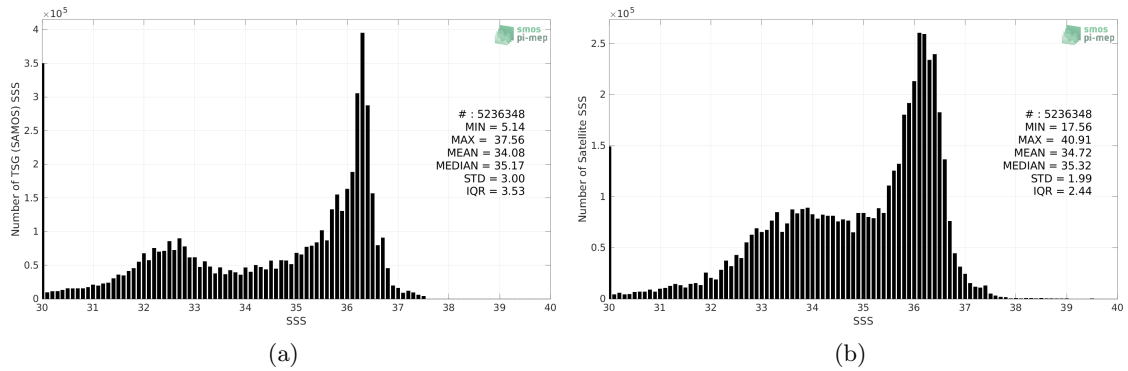 ×10⁵
4
3.5
3
2.5
2
1.5
1
0.5
0
30 31 32 33 34 35 36 37 38 39 40
Number of TSG (SAMOS) SSS
SSS
smos
pi-mep
# : 5236348
MIN = 5.14
MAX = 37.56
MEAN = 34.08
MEDIAN = 35.17
STD = 3.00
IQR = 3.53
(a)
×10⁵
2.5
2
1.5
1
0.5
0
30 31 32 33 34 35 36 37 38 39 40
Number of Satellite SSS
SSS
smos
pi-mep
# : 5236348
MIN = 17.56
MAX = 40.91
MEAN = 34.72
MEDIAN = 35.32
STD = 1.99
IQR = 2.44
(b)